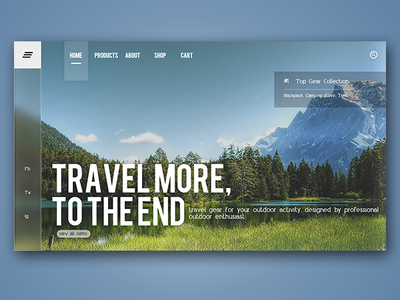 HOME PRODUCTS ABOUT SHOP CART
Top Gear Collection
Backpack, Camping stove, Tent
Fb
Tw
Ig
TRAVEL MORE,
TO THE END
travel gear for your outdoor activity, designed by professional
outdoor enthusiast.
view all items